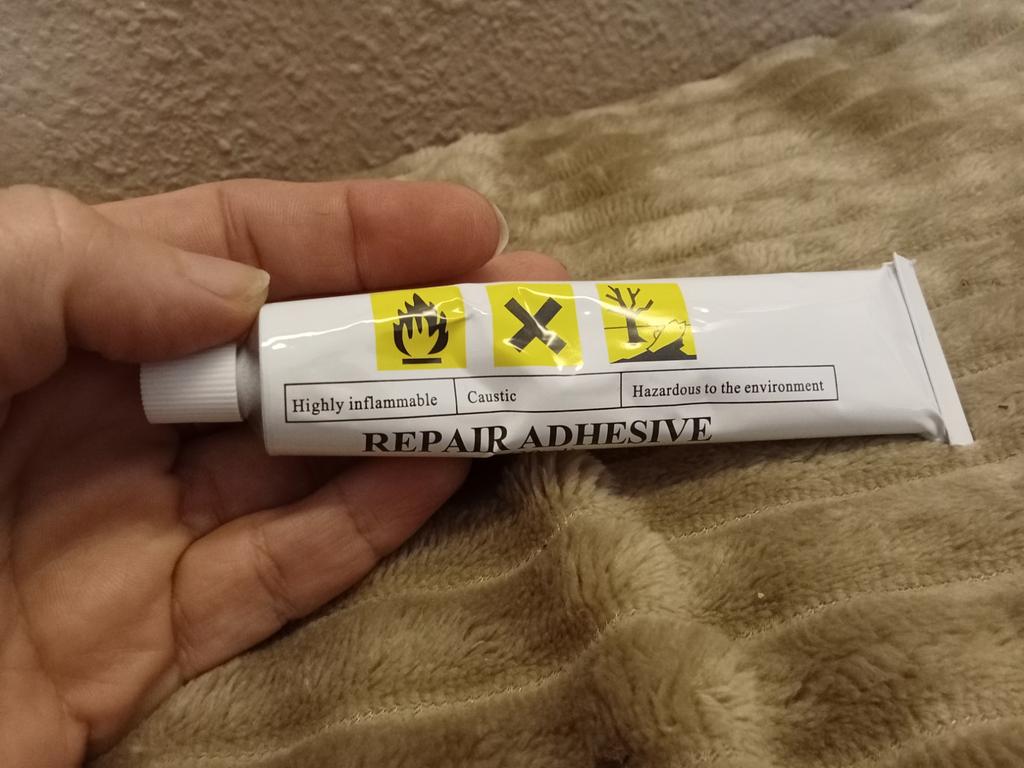 Highly inflammable Caustic Hazardous to the environment
REPAIR ADHESIVE